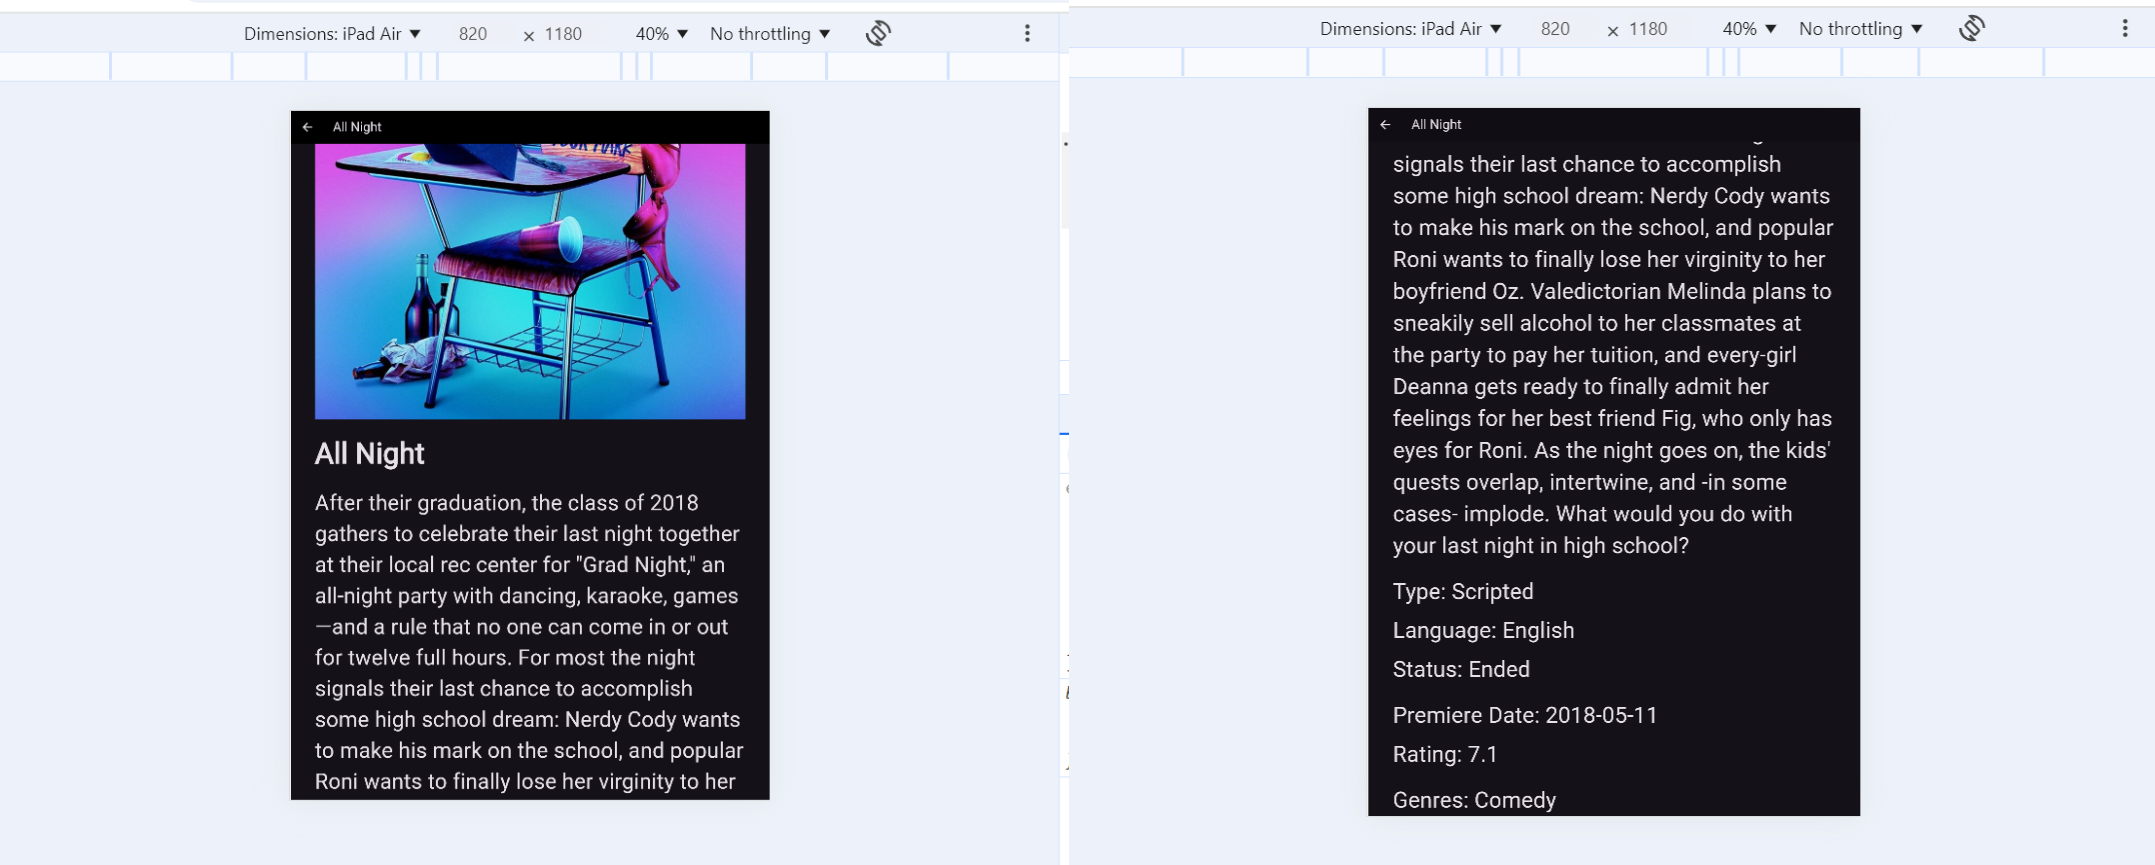 Dimensions: iPad Air ▼ 820 × 1180 40% ▼ No throttling ▼
All Night
YOUR MARK
All Night
After their graduation, the class of 2018
gathers to celebrate their last night together
at their local rec center for "Grad Night," an
all-night party with dancing, karaoke, games
—and a rule that no one can come in or out
for twelve full hours. For most the night
signals their last chance to accomplish
some high school dream: Nerdy Cody wants
to make his mark on the school, and popular
Roni wants to finally lose her virginity to her
Dimensions: iPad Air ▼ 820 × 1180 40% ▼ No throttling ▼
All Night
signals their last chance to accomplish
some high school dream: Nerdy Cody wants
to make his mark on the school, and popular
Roni wants to finally lose her virginity to her
boyfriend Oz. Valedictorian Melinda plans to
sneakily sell alcohol to her classmates at
the party to pay her tuition, and every-girl
Deanna gets ready to finally admit her
feelings for her best friend Fig, who only has
eyes for Roni. As the night goes on, the kids'
quests overlap, intertwine, and -in some
cases- implode. What would you do with
your last night in high school?
Type: Scripted
Language: English
Status: Ended
Premiere Date: 2018-05-11
Rating: 7.1
Genres: Comedy